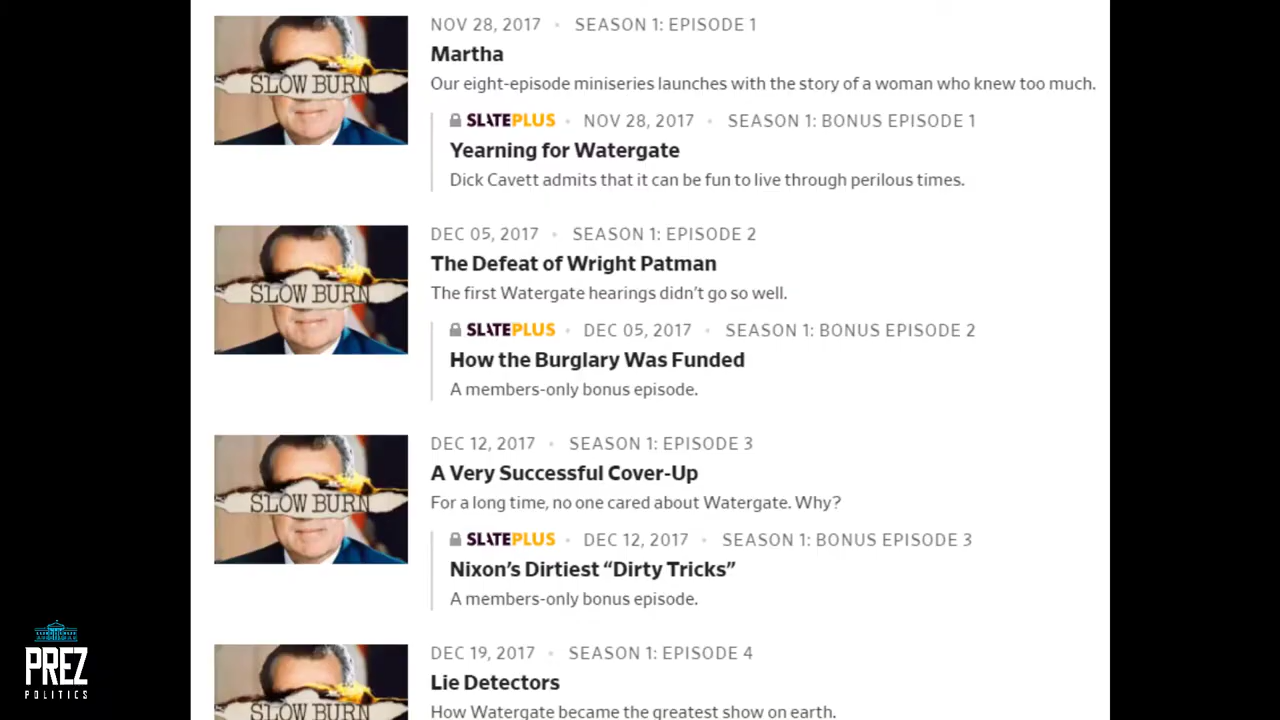 NOV 28, 2017 • SEASON 1: EPISODE 1
Martha
Our eight-episode miniseries launches with the story of a woman who knew too much.
SLOW BURN
SLATEPLUS • NOV 28, 2017 • SEASON 1: BONUS EPISODE 1
Yearning for Watergate
Dick Cavett admits that it can be fun to live through perilous times.
DEC 05, 2017 • SEASON 1: EPISODE 2
The Defeat of Wright Patman
The first Watergate hearings didn’t go so well.
SLOW BURN
SLATEPLUS • DEC 05, 2017 • SEASON 1: BONUS EPISODE 2
How the Burglary Was Funded
A members-only bonus episode.
DEC 12, 2017 • SEASON 1: EPISODE 3
A Very Successful Cover-Up
For a long time, no one cared about Watergate. Why?
SLOW BURN
SLATEPLUS • DEC 12, 2017 • SEASON 1: BONUS EPISODE 3
Nixon’s Dirtiest “Dirty Tricks”
A members-only bonus episode.
DEC 19, 2017 • SEASON 1: EPISODE 4
Lie Detectors
How Watergate became the greatest show on earth.
SLOW BURN
PREZ
POLITICS